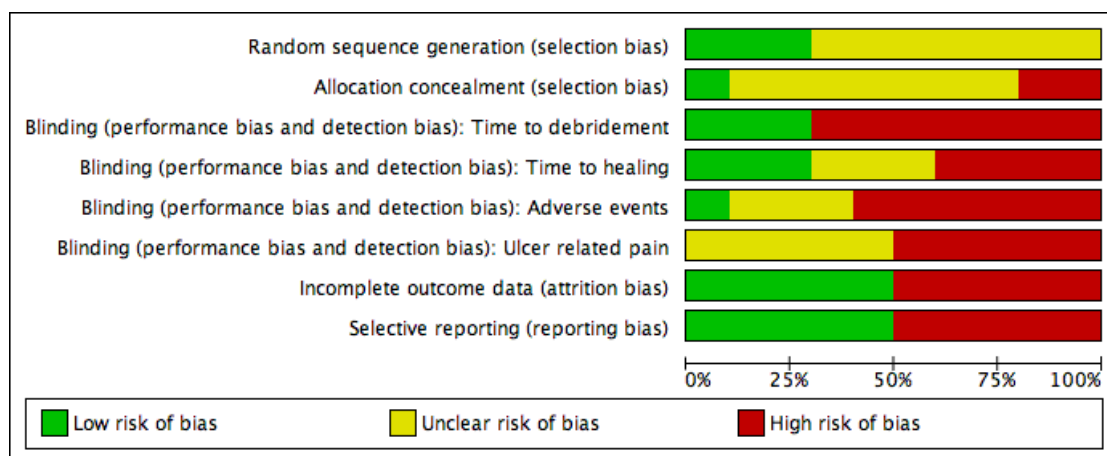 Random sequence generation (selection bias)
Allocation concealment (selection bias)
Blinding (performance bias and detection bias): Time to debridement
Blinding (performance bias and detection bias): Time to healing
Blinding (performance bias and detection bias): Adverse events
Blinding (performance bias and detection bias): Ulcer related pain
Incomplete outcome data (attrition bias)
Selective reporting (reporting bias)
0% 25% 50% 75% 100%
Low risk of bias Unclear risk of bias High risk of bias